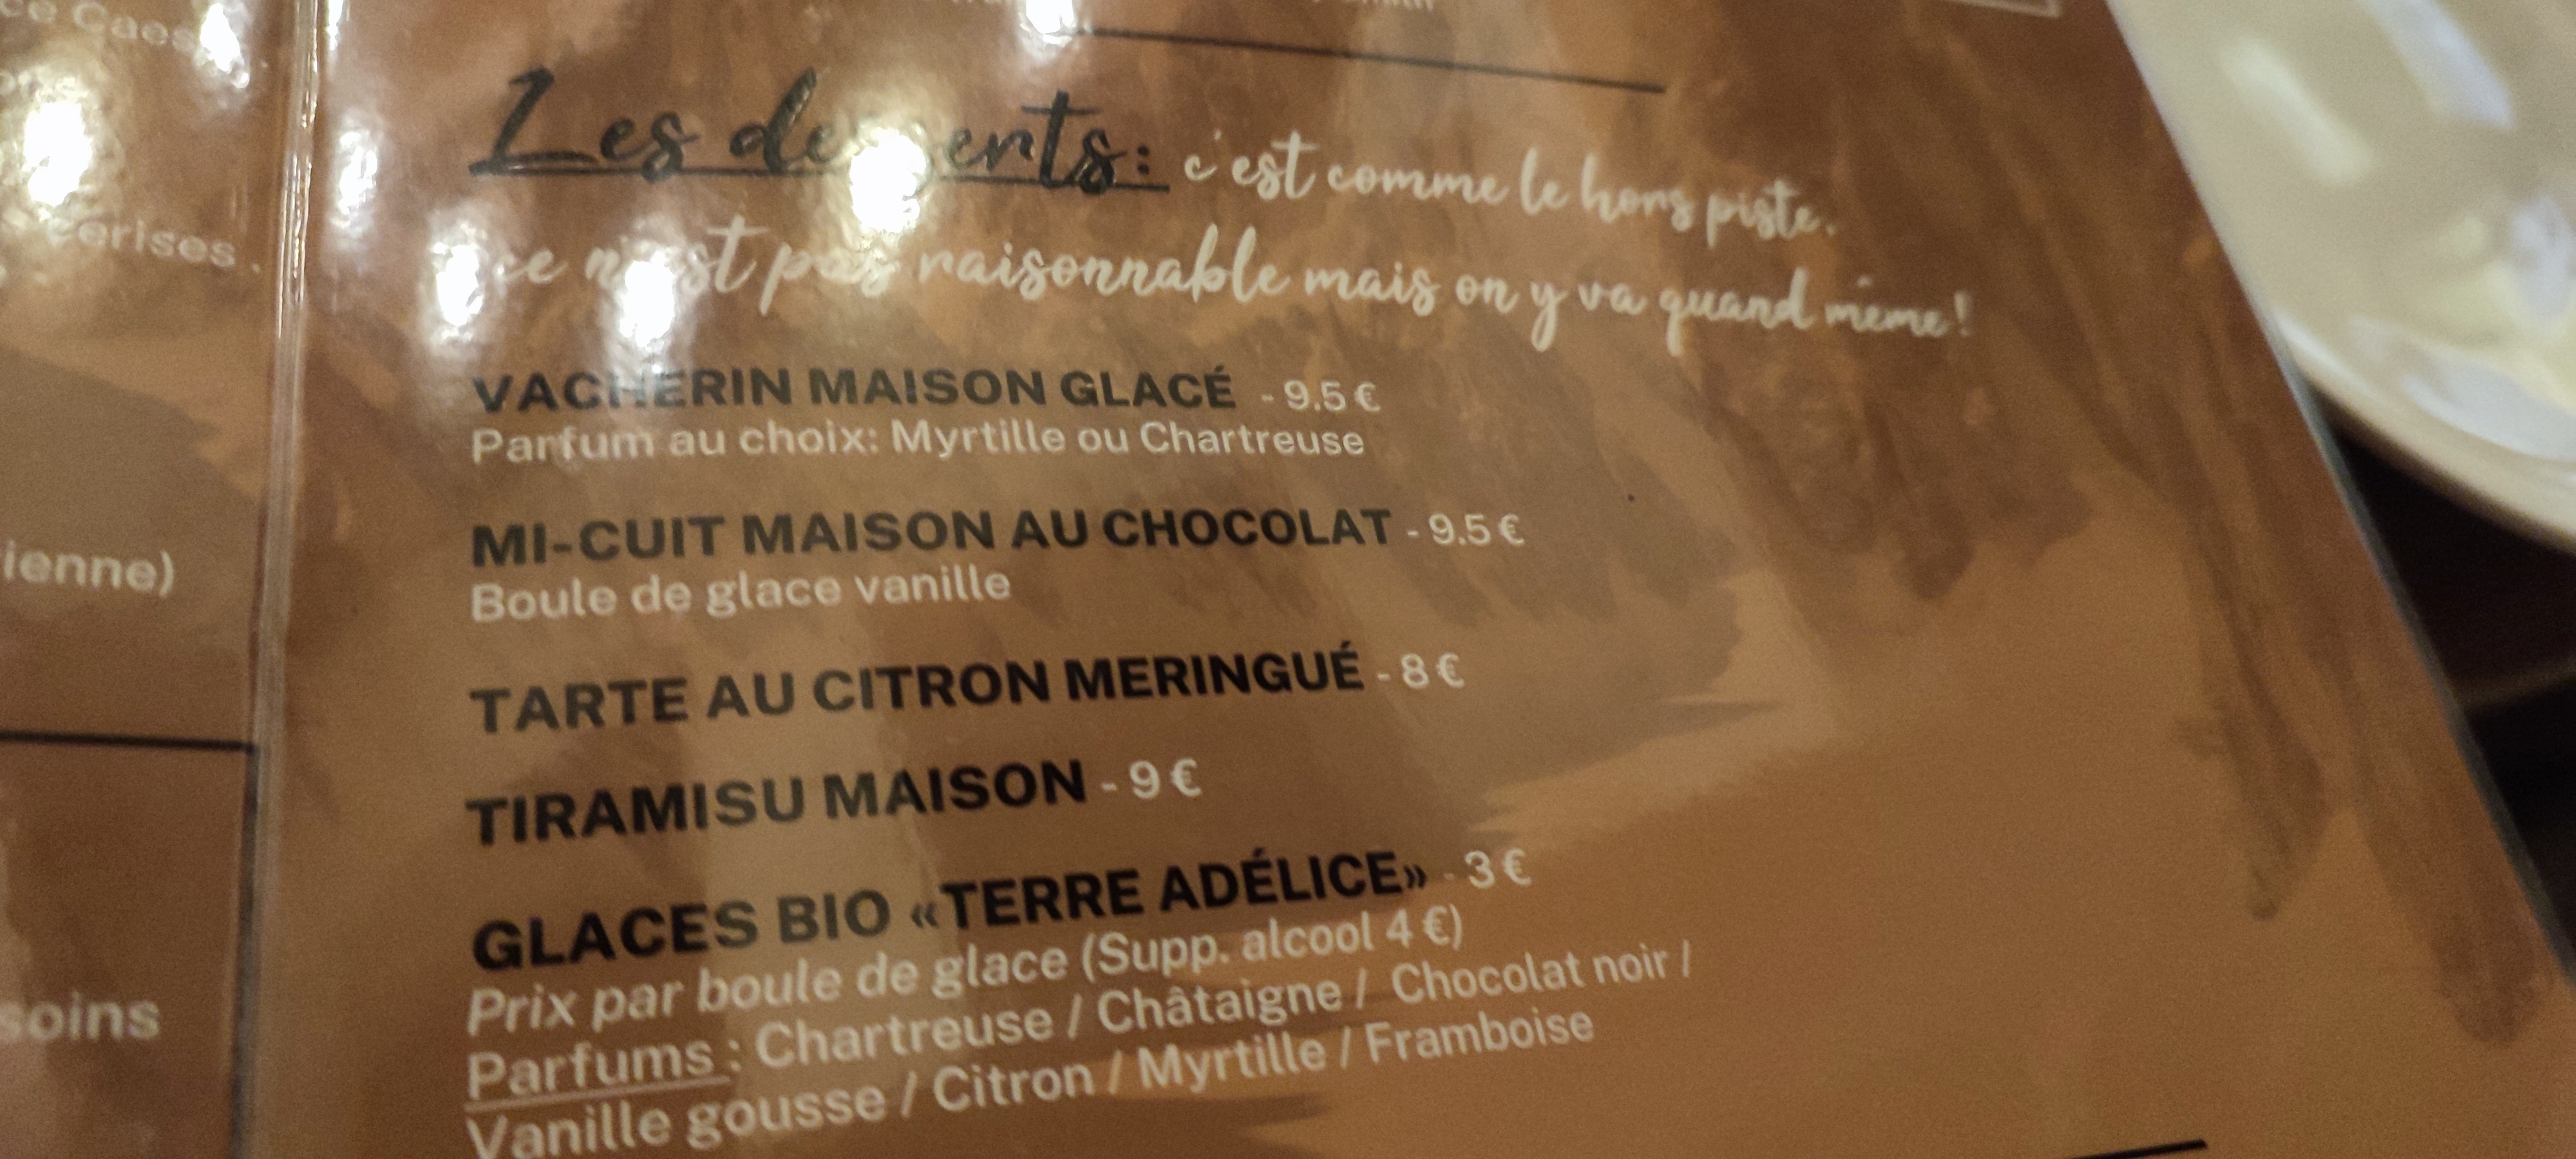 cerises.
ienne)
soins
Les desserts: c'est comme le hors piste,
ce n'est pas raisonnable mais on y va quand même!
VACHERIN MAISON GLACÉ - 9.5 €
Parfum au choix: Myrtille ou Chartreuse
MI-CUIT MAISON AU CHOCOLAT - 9.5 €
Boule de glace vanille
TARTE AU CITRON MERINGUÉ - 8 €
TIRAMISU MAISON - 9 €
GLACES BIO «TERRE ADÉLICE» - 3 €
Prix par boule de glace (Supp. alcool 4 €)
Parfums : Chartreuse / Châtaigne / Chocolat noir /
Vanille gousse / Citron / Myrtille / Framboise